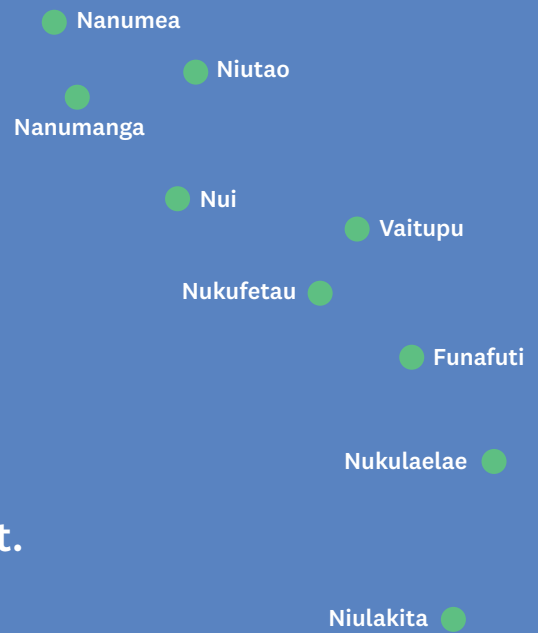 Nanumea
Niutao
Nanumanga
Nui
Vaitupu
Nukufetau
Funafuti
Nukulaelae
t.
Niulakita